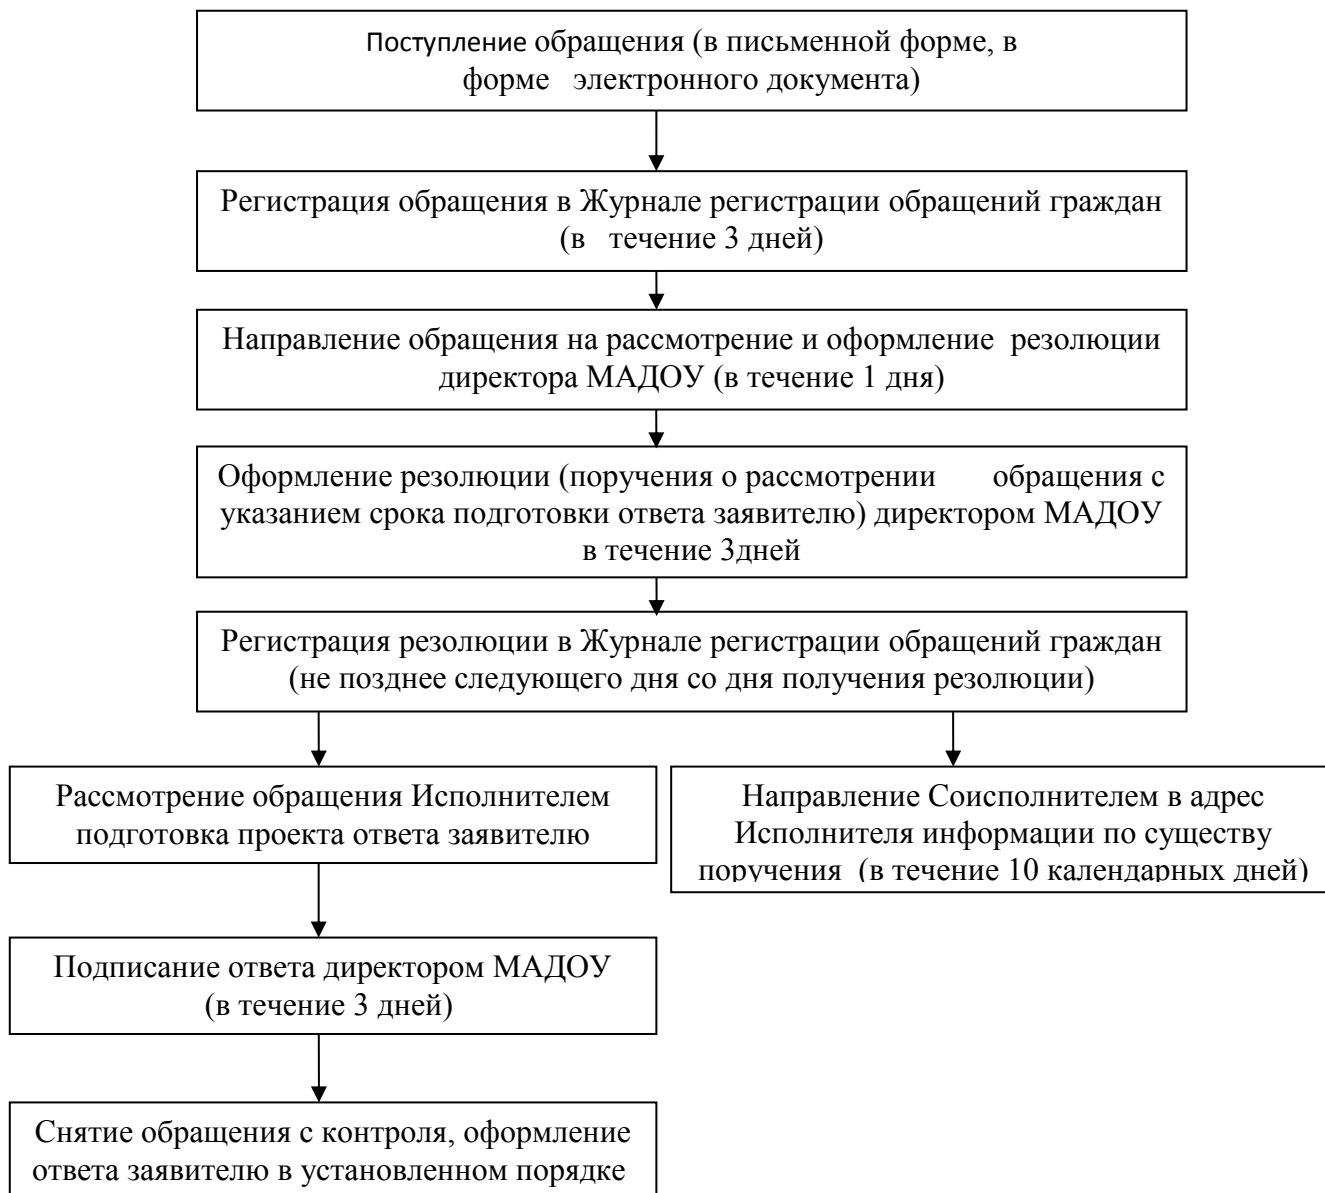 Поступление обращения (в письменной форме, в
форме электронного документа)
Регистрация обращения в Журнале регистрации обращений граждан
(в течение 3 дней)
Направление обращения на рассмотрение и оформление резолюции
директора МАДОУ (в течение 1 дня)
Оформление резолюции (поручения о рассмотрении обращения с
указанием срока подготовки ответа заявителю) директором МАДОУ
в течение 3дней
Регистрация резолюции в Журнале регистрации обращений граждан
(не позднее следующего дня со дня получения резолюции)
Рассмотрение обращения Исполнителем
подготовка проекта ответа заявителю
Направление Соисполнителем в адрес
Исполнителя информации по существу
поручения (в течение 10 календарных дней)
Подписание ответа директором МАДОУ
(в течение 3 дней)
Снятие обращения с контроля, оформление
ответа заявителю в установленном порядке